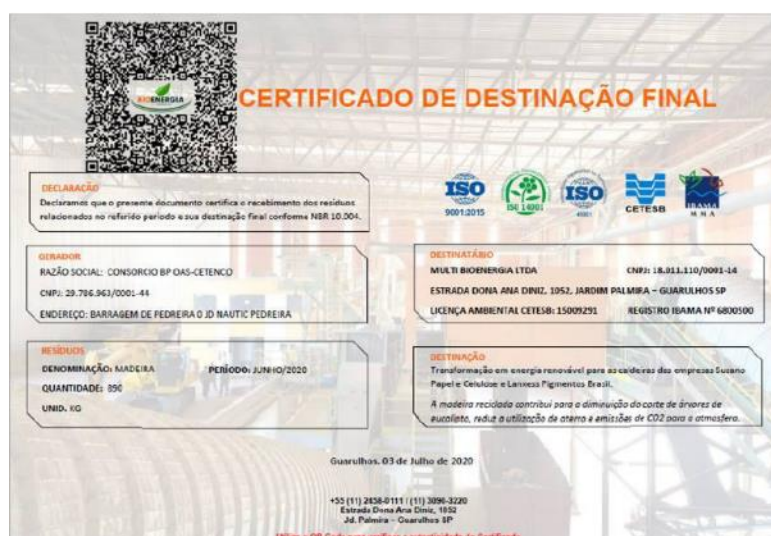 BIOENERGIA
CERTIFICADO DE DESTINAÇÃO FINAL
DECLARAÇÃO
Declaramos que o presente documento certifica o recebimento dos resíduos
relacionados no referido período e sua destinação final conforme NBR 10.004.
ISO
9001:2015
ISO 14001
ISO
45001
CETESB
IBAMA
M M A
GERADOR
RAZÃO SOCIAL: CONSORCIO BP OAS-CETENCO
CNPJ: 29.786.963/0001-44
ENDEREÇO: BARRAGEM DE PEDREIRA 0 JD NAUTIC PEDREIRA
DESTINATÁRIO
MULTI BIOENERGIA LTDA CNPJ: 18.011.110/0001-14
ESTRADA DONA ANA DINIZ, 1052, JARDIM PALMIRA – GUARULHOS SP
LICENÇA AMBIENTAL CETESB: 15009291 REGISTRO IBAMA Nº 6800500
RESÍDUOS
DENOMINAÇÃO: MADEIRA PERÍODO: JUNHO/2020
QUANTIDADE: 890
UNID. KG
DESTINAÇÃO
Transformação em energia renovável para as caldeiras das empresas Suzano
Papel e Celulose e Lanxess Pigmentos Brasil.
A madeira reciclada contribui para a diminuição do corte de árvores de
eucalipto, reduz a utilização de aterro e emissões de CO2 para a atmosfera.
Guarulhos, 03 de Julho de 2020
+55 (11) 2458-0111 / (11) 3090-3220
Estrada Dona Ana Diniz, 1052
Jd. Palmira – Guarulhos SP